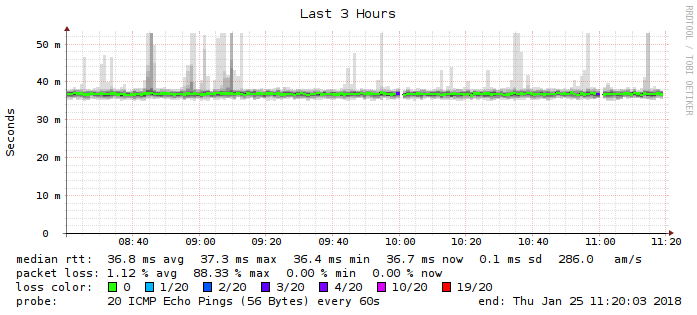 Last 3 Hours
RRDTOOL / TOBI OETIKER
Seconds
50 m
40 m
30 m
20 m
10 m
0
08:40 09:00 09:20 09:40 10:00 10:20 10:40 11:00 11:20
median rtt: 36.8 ms avg 37.3 ms max 36.4 ms min 36.7 ms now 0.1 ms sd 286.0 am/s
packet loss: 1.12 % avg 88.33 % max 0.00 % min 0.00 % now
loss color: 0 1/20 2/20 3/20 4/20 10/20 19/20
probe: 20 ICMP Echo Pings (56 Bytes) every 60s end: Thu Jan 25 11:20:03 2018